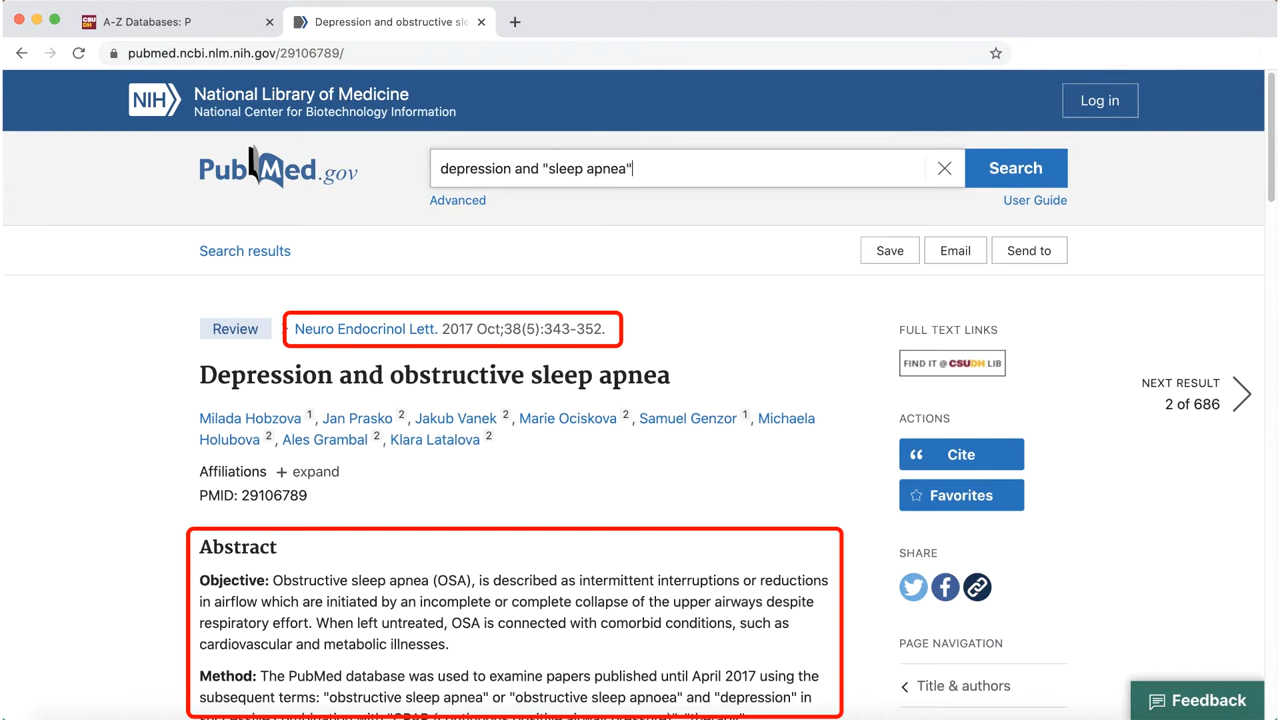 A-Z Databases: P
Depression and obstructive sle
pubmed.ncbi.nlm.nih.gov/29106789/
NIH
National Library of Medicine
National Center for Biotechnology Information
Log in
PubMed.gov
depression and "sleep apnea"
Search
Advanced
User Guide
Search results
Save
Email
Send to
Review
Neuro Endocrinol Lett. 2017 Oct;38(5):343-352.
Depression and obstructive sleep apnea
Milada Hobzova 1, Jan Prasko 2, Jakub Vanek 2, Marie Ociskova 2, Samuel Genzor 1, Michaela
Holubova 2, Ales Grambal 2, Klara Latalova 2
Affiliations + expand
PMID: 29106789
Abstract
Objective: Obstructive sleep apnea (OSA), is described as intermittent interruptions or reductions
in airflow which are initiated by an incomplete or complete collapse of the upper airways despite
respiratory effort. When left untreated, OSA is connected with comorbid conditions, such as
cardiovascular and metabolic illnesses.
Method: The PubMed database was used to examine papers published until April 2017 using the
subsequent terms: "obstructive sleep apnea" or "obstructive sleep apnoea" and "depression" in
successive combination with "CPAP (continuous positive airway pressure)", "therapy",
FULL TEXT LINKS
FIND IT @ CSUDH LIB
NEXT RESULT
2 of 686
ACTIONS
Cite
Favorites
SHARE
PAGE NAVIGATION
Title & authors
Feedback